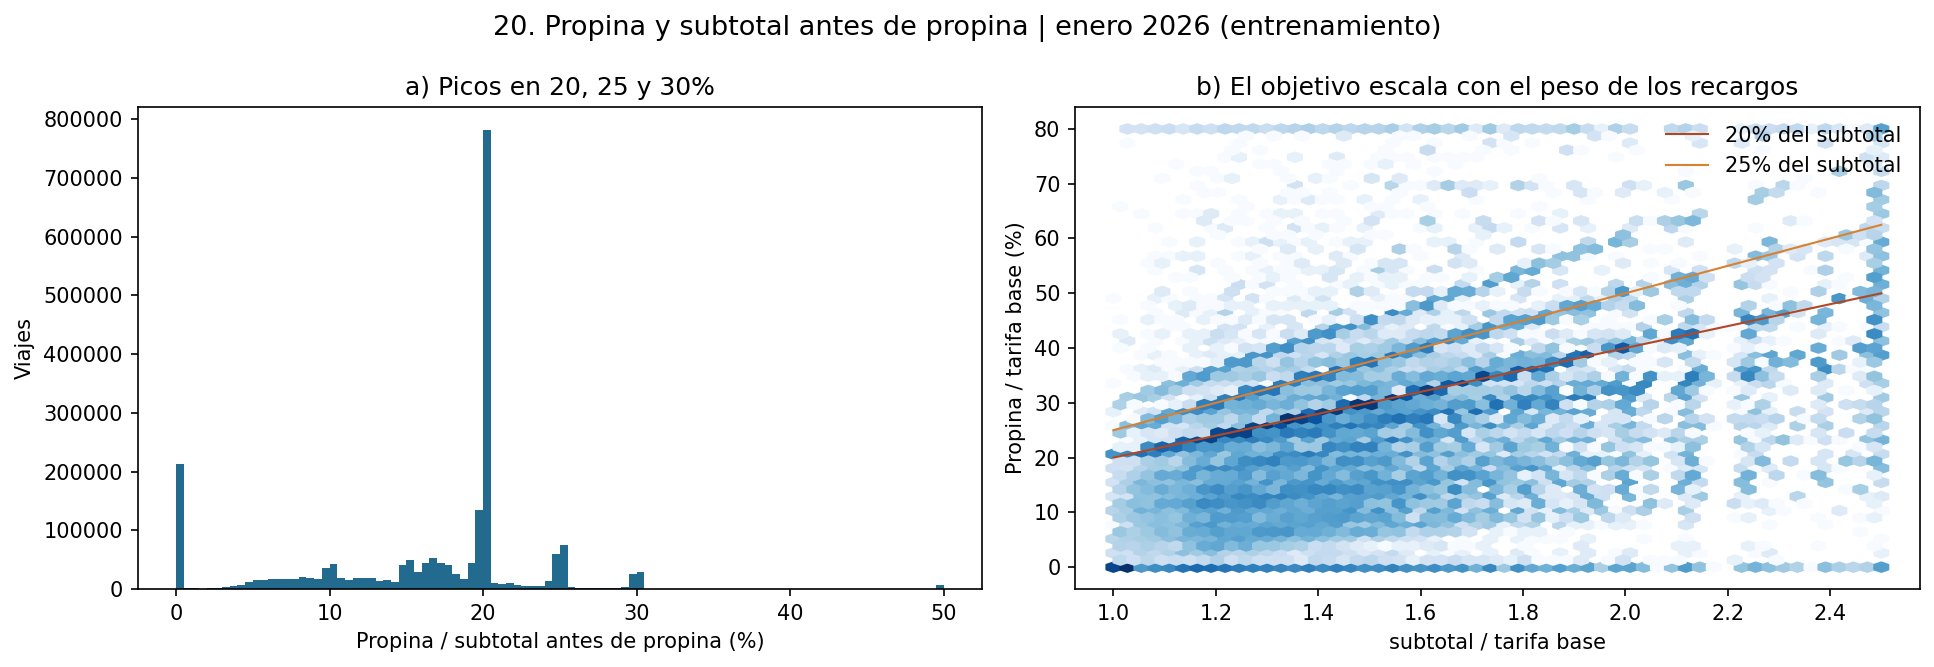 20. Propina y subtotal antes de propina | enero 2026 (entrenamiento)
a) Picos en 20, 25 y 30%
800000
700000
600000
500000
400000
300000
200000
100000
0
Viajes
0 10 20 30 40 50
Propina / subtotal antes de propina (%)
b) El objetivo escala con el peso de los recargos
20% del subtotal
25% del subtotal
80
70
60
50
40
30
20
10
0
Propina / tarifa base (%)
1.0 1.2 1.4 1.6 1.8 2.0 2.2 2.4
subtotal / tarifa base